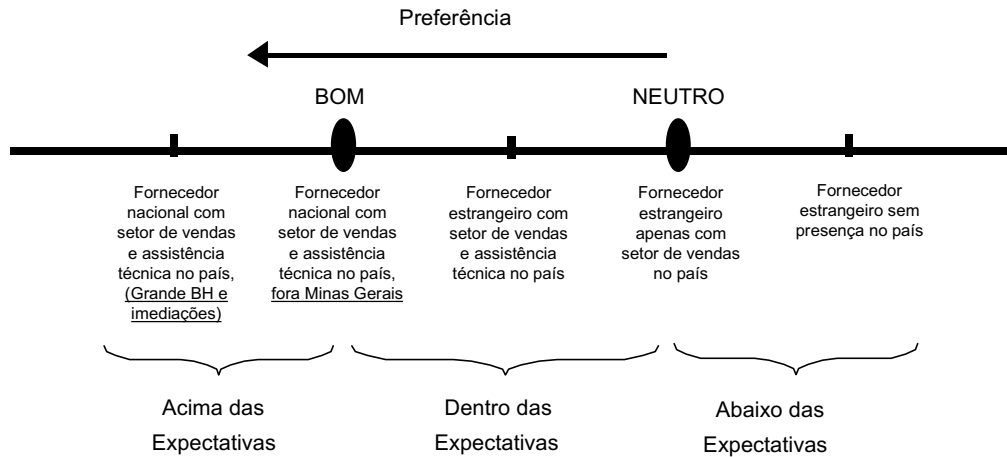 Preferência
BOM
NEUTRO
Fornecedor
nacional com
setor de vendas
e assistência
técnica no país,
(Grande BH e
imediações)
Fornecedor
nacional com
setor de vendas
e assistência
técnica no país,
fora Minas Gerais
Fornecedor
estrangeiro com
setor de vendas
e assistência
técnica no país
Fornecedor
estrangeiro
apenas com
setor de vendas
no país
Fornecedor
estrangeiro sem
presença no país
Acima das
Expectativas
Dentro das
Expectativas
Abaixo das
Expectativas